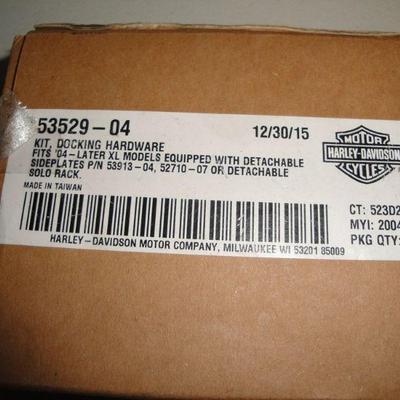 53529-04 12/30/15
KIT, DOCKING HARDWARE
FITS '04-LATER XL MODELS EQUIPPED WITH DETACHABLE
SIDEPLATES P/N 53913-04, 52710-07 OR DETACHABLE
SOLO RACK.
MADE IN TAIWAN
HARLEY-DAVIDSON MOTOR COMPANY, MILWAUKEE WI 53201 85009
MOTOR
HARLEY-DAVIDSON
CYCLES
CT: 523D2
MYI: 2004
PKG QTY: